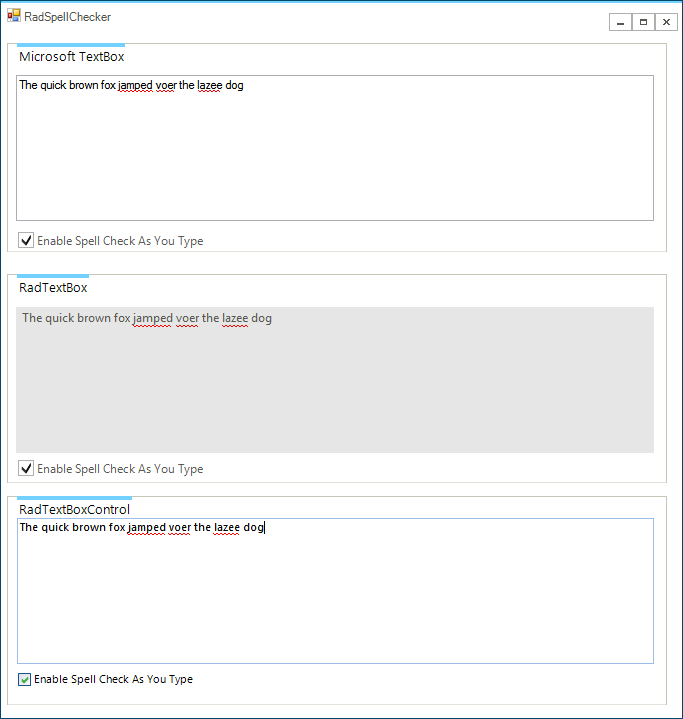 RadSpellChecker
Microsoft TextBox
The quick brown fox jamped voer the lazee dog
Enable Spell Check As You Type
RadTextBox
The quick brown fox jamped voer the lazee dog
Enable Spell Check As You Type
RadTextBoxControl
The quick brown fox jamped voer the lazee dog
Enable Spell Check As You Type